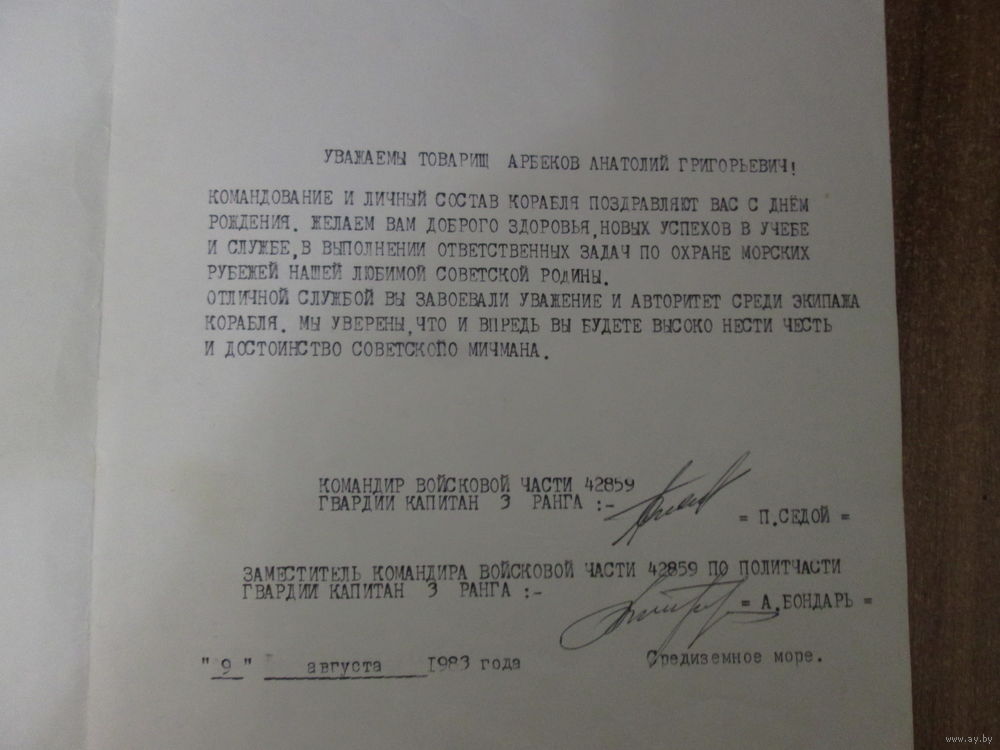 УВАЖАЕМЫ ТОВАРИЩ АРБЕКОВ АНАТОЛИЙ ГРИГОРЬЕВИЧ!
КОМАНДОВАНИЕ И ЛИЧНЫЙ СОСТАВ КОРАБЛЯ ПОЗДРАВЛЯЮТ ВАС С ДНЁМ
РОЖДЕНИЯ. ЖЕЛАЕМ ВАМ ДОБРОГО ЗДОРОВЬЯ,НОВЫХ УСПЕХОВ В УЧЕБЕ
И СЛУЖБЕ,В ВЫПОЛНЕНИИ ОТВЕТСТВЕННЫХ ЗАДАЧ ПО ОХРАНЕ МОРСКИХ
РУБЕЖЕЙ НАШЕЙ ЛЮБИМОЙ СОВЕТСКОЙ РОДИНЫ.
ОТЛИЧНОЙ СЛУЖБОЙ ВЫ ЗАВОЕВАЛИ УВАЖЕНИЕ И АВТОРИТЕТ СРЕДИ ЭКИПАЖА
КОРАБЛЯ. МЫ УВЕРЕНЫ,ЧТО И ВПРЕДЬ ВЫ БУДЕТЕ ВЫСОКО НЕСТИ ЧЕСТЬ
И ДОСТОИНСТВО СОВЕТСКОГО МИЧМАНА.
КОМАНДИР ВОЙСКОВОЙ ЧАСТИ 42859
ГВАРДИИ КАПИТАН 3 РАНГА :-
= П.СЕДОЙ =
ЗАМЕСТИТЕЛЬ КОМАНДИРА ВОЙСКОВОЙ ЧАСТИ 42859 ПО ПОЛИТЧАСТИ
ГВАРДИИ КАПИТАН 3 РАНГА :-
= А.БОНДАРЬ =
"9" августа 1983 года Средиземное море.
www.ay.by